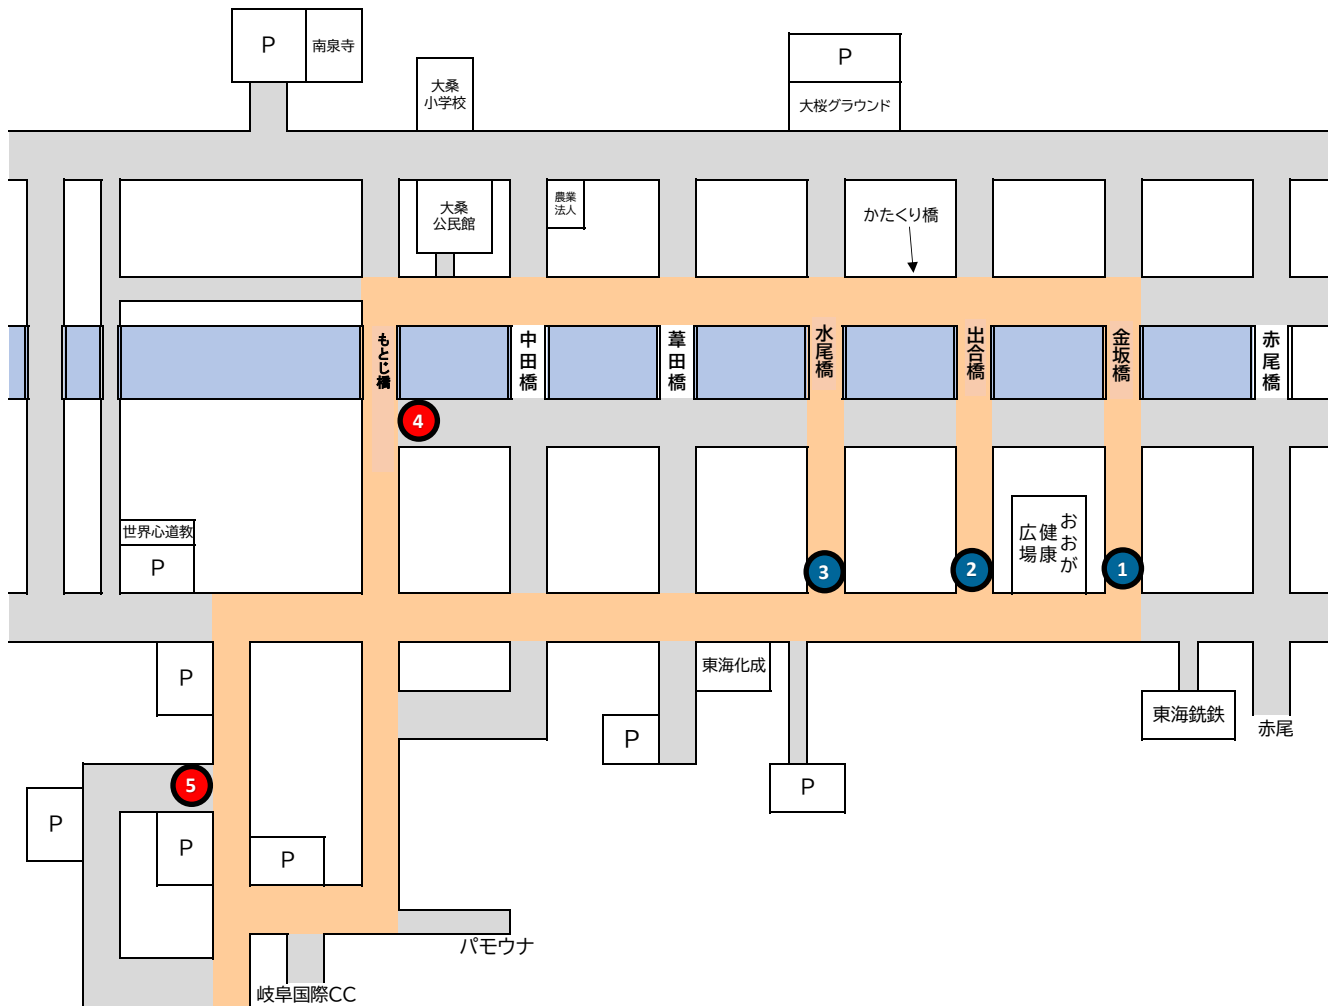 P
南泉寺
大桑
小学校
P
大桜グラウンド
大桑
公民館
農業
法人
かたくり橋
もとじ橋
中田橋
葦田橋
水尾橋
出合橋
金坂橋
赤尾橋
4
世界心道教
P
おおが
健康
広場
3
2
1
P
東海化成
P
東海銑鉄
赤尾
5
P
P
P
P
パモウナ
岐阜国際CC